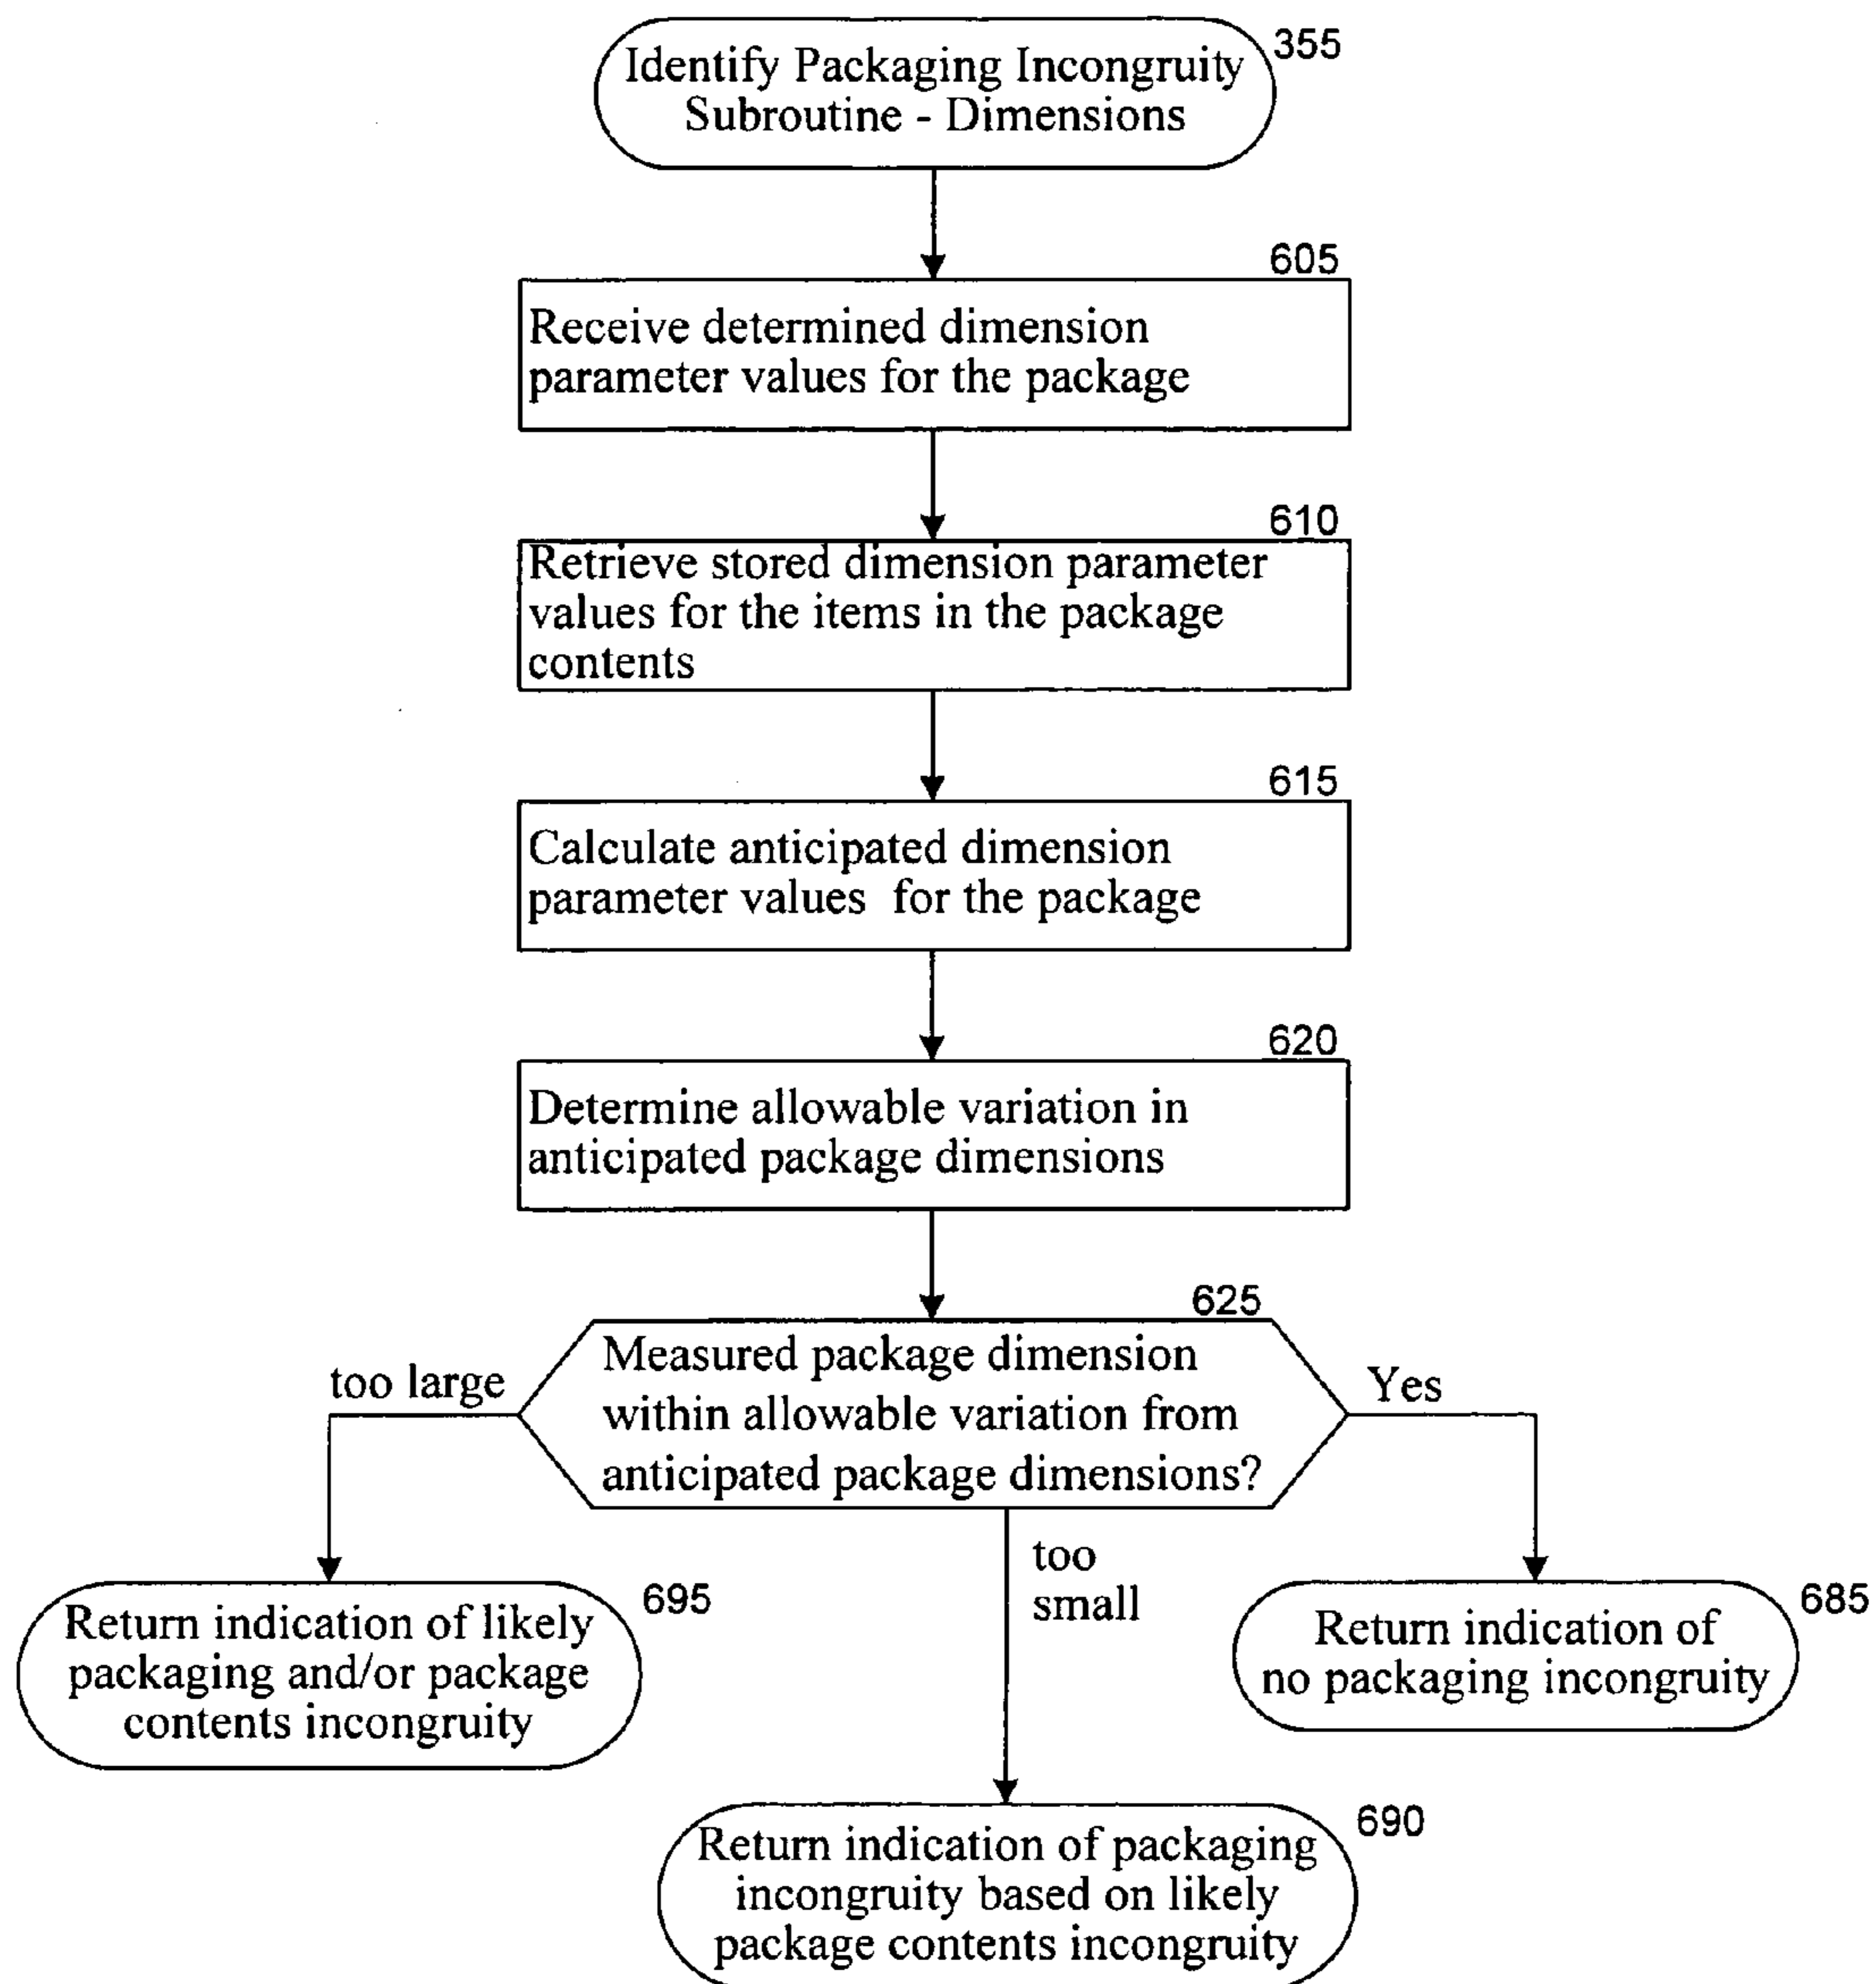 355
Identify Packaging Incongruity
Subroutine - Dimensions
605
Receive determined dimension
parameter values for the package
610
Retrieve stored dimension parameter
values for the items in the package
contents
615
Calculate anticipated dimension
parameter values for the package
620
Determine allowable variation in
anticipated package dimensions
625
Measured package dimension
within allowable variation from
anticipated package dimensions?
too large
Yes
too
small
695
Return indication of likely
packaging and/or package
contents incongruity
685
Return indication of
no packaging incongruity
690
Return indication of packaging
incongruity based on likely
package contents incongruity